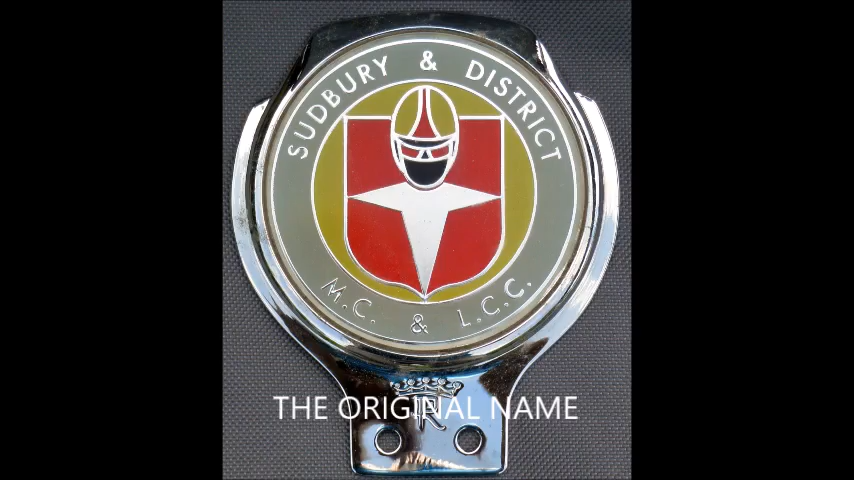 SUDBURY & DISTRICT
M.C. & L.C.C.
THE ORIGINAL NAME
R